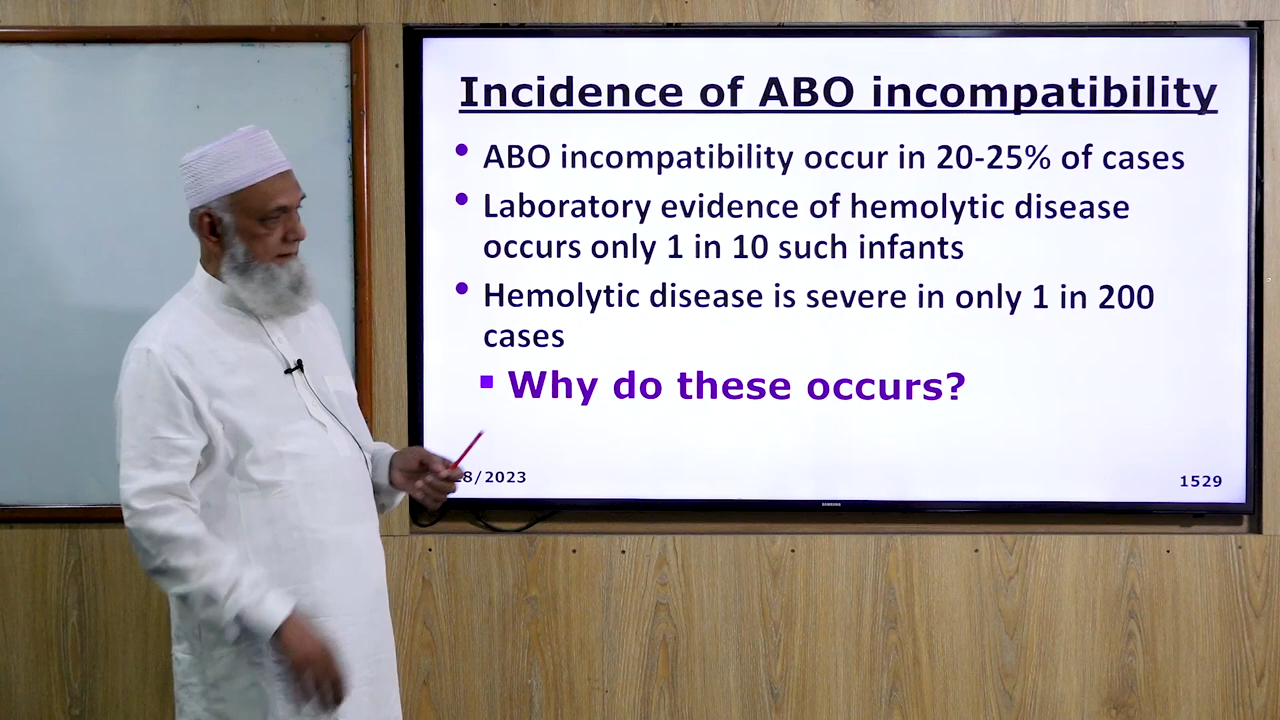 Incidence of ABO incompatibility
• ABO incompatibility occur in 20-25% of cases
• Laboratory evidence of hemolytic disease
occurs only 1 in 10 such infants
• Hemolytic disease is severe in only 1 in 200
cases
▪ Why do these occurs?
8/2023
1529
SAMSUNG